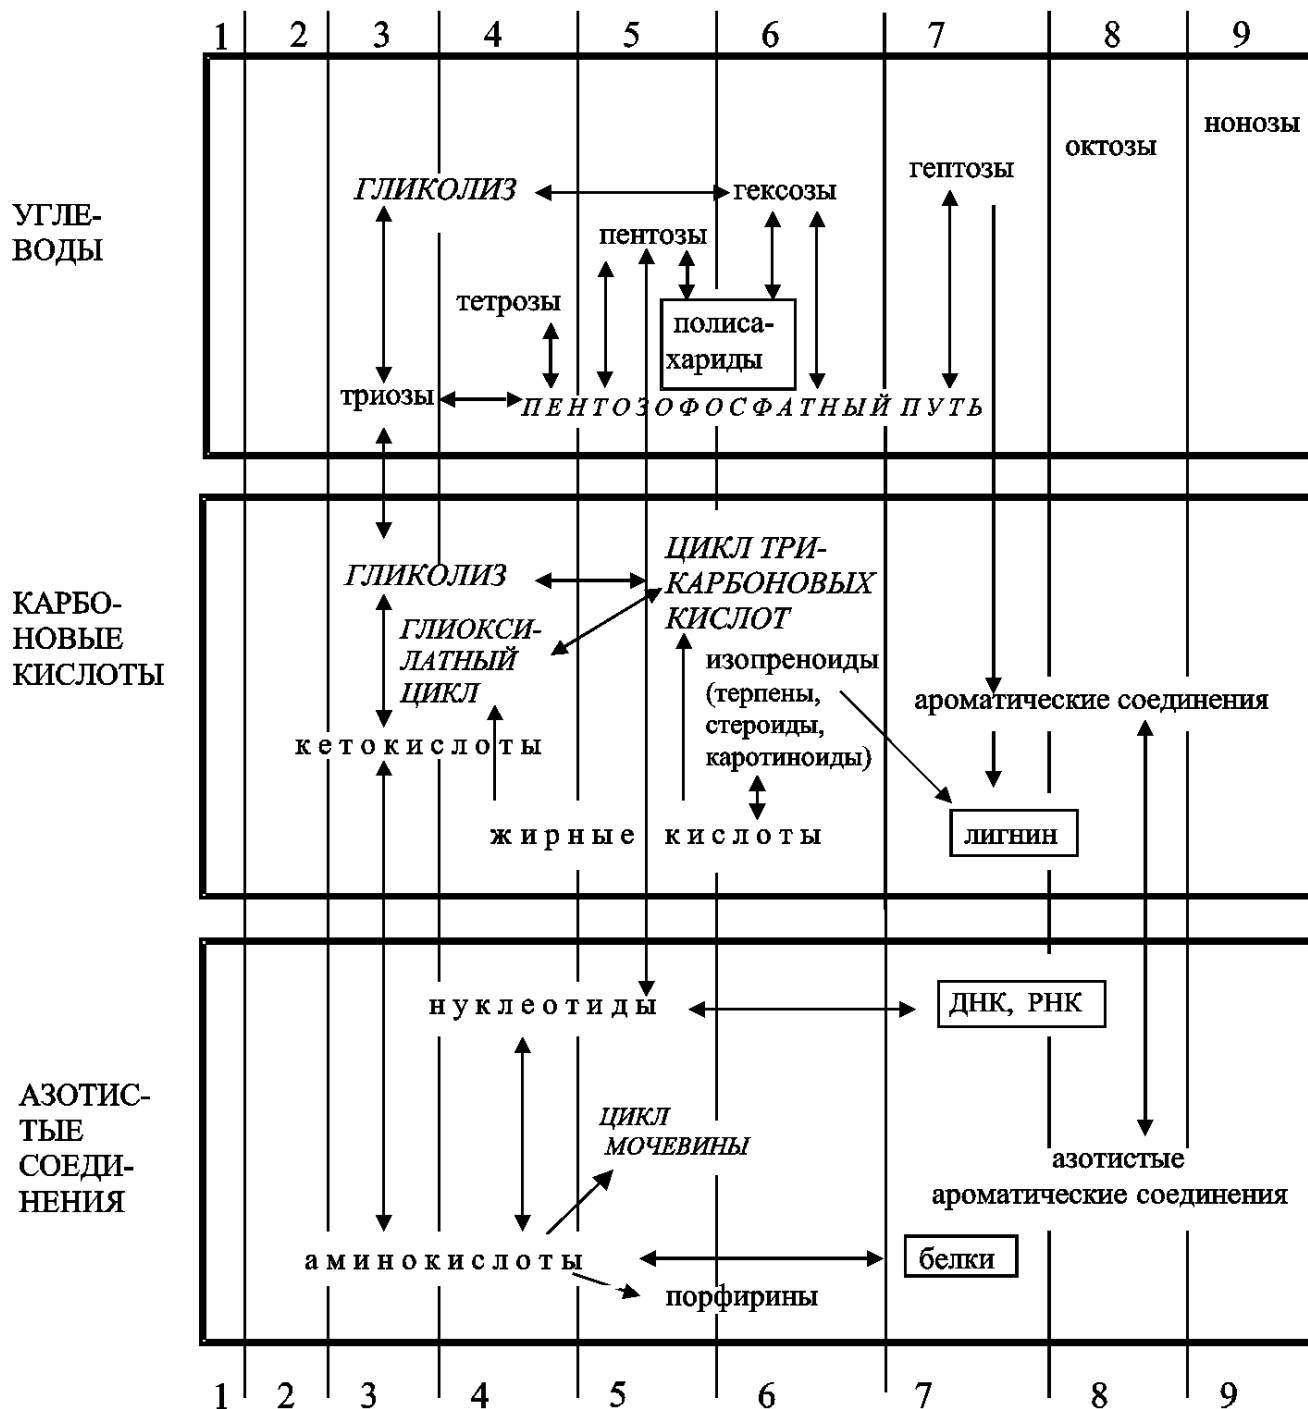 1 2 3 4 5 6 7 8 9
УГЛЕ-
ВОДЫ
нонозы
октозы
гептозы
ГЛИКОЛИЗ
гексозы
пентозы
тетрозы
полиса-
хариды
триозы
ПЕНТОЗОФОСФАТНЫЙ ПУТЬ
КАРБО-
НОВЫЕ
КИСЛОТЫ
ГЛИКОЛИЗ
ЦИКЛ ТРИ-
КАРБОНОВЫХ
КИСЛОТ
ГЛИОКСИ-
ЛАТНЫЙ
ЦИКЛ
изопреноиды
(терпены,
стероиды,
каротиноиды)
ароматические соединения
кетокислоты
жирные кислоты
лигнин
АЗОТИС-
ТЫЕ
СОЕДИ-
НЕНИЯ
нуклеотиды
ДНК, РНК
ЦИКЛ
МОЧЕВИНЫ
азотистые
ароматические соединения
аминокислоты
белки
порфирины
1 2 3 4 5 6 7 8 9